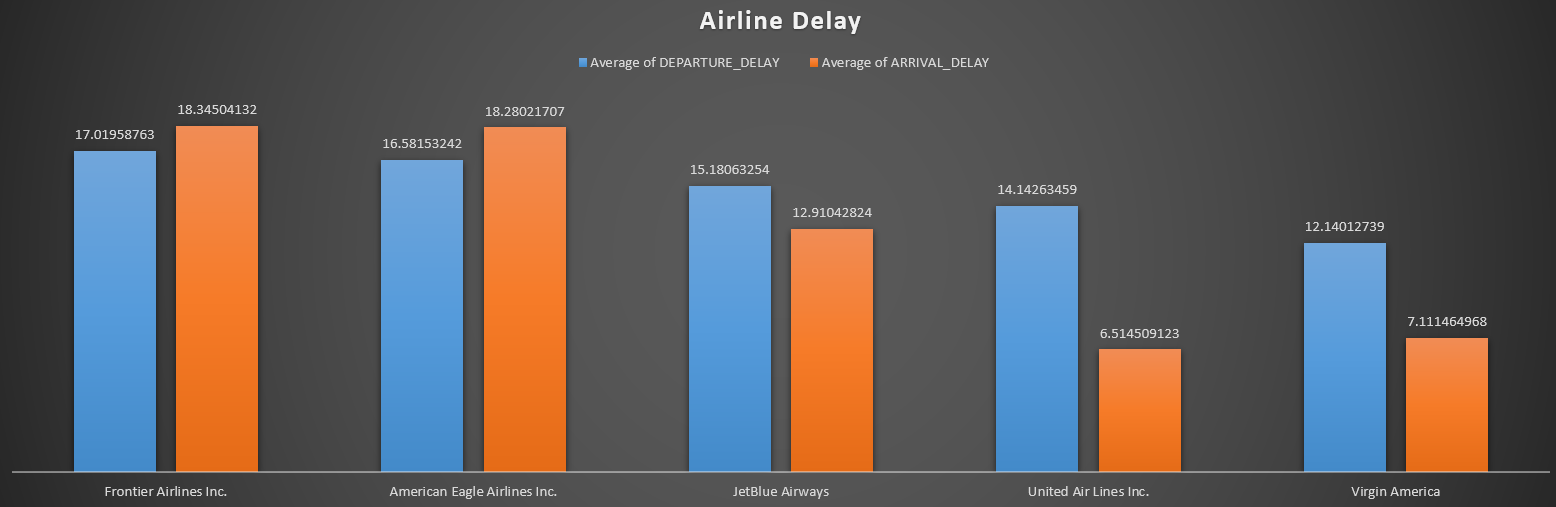 Airline Delay
Average of DEPARTURE_DELAY Average of ARRIVAL_DELAY
17.01958763 18.34504132 16.58153242 18.28021707 15.18063254 12.91042824 14.14263459 6.514509123 12.14012739 7.111464968
Frontier Airlines Inc. American Eagle Airlines Inc. JetBlue Airways United Air Lines Inc. Virgin America